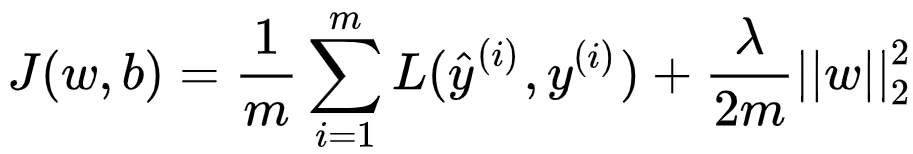 J(w, b) = \frac{1}{m} \sum_{i=1}^{m} L(\hat{y}^{(i)}, y^{(i)}) + \frac{\lambda}{2m} ||w||_2^2